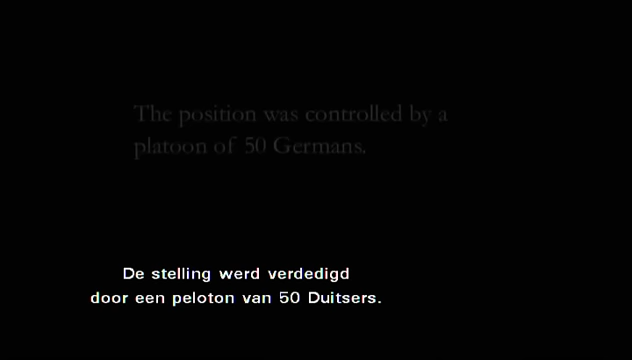 The position was controlled by a
platoon of 50 Germans.
De stelling werd verdedigd
door een peloton van 50 Duitsers.